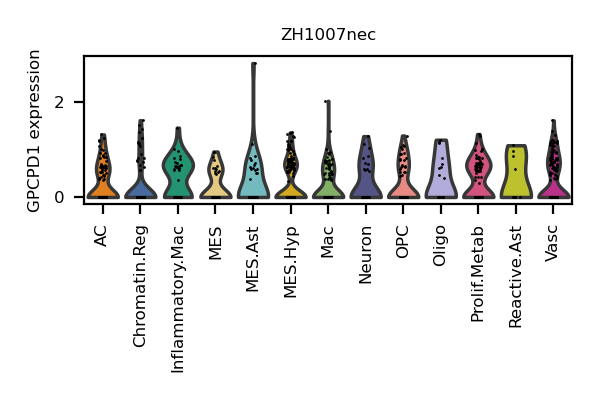 ZH1007nec
GPCPD1 expression
2
0
AC
Chromatin.Reg
Inflammatory.Mac
MES
MES.Ast
MES.Hyp
Mac
Neuron
OPC
Oligo
Prolif.Metab
Reactive.Ast
Vasc